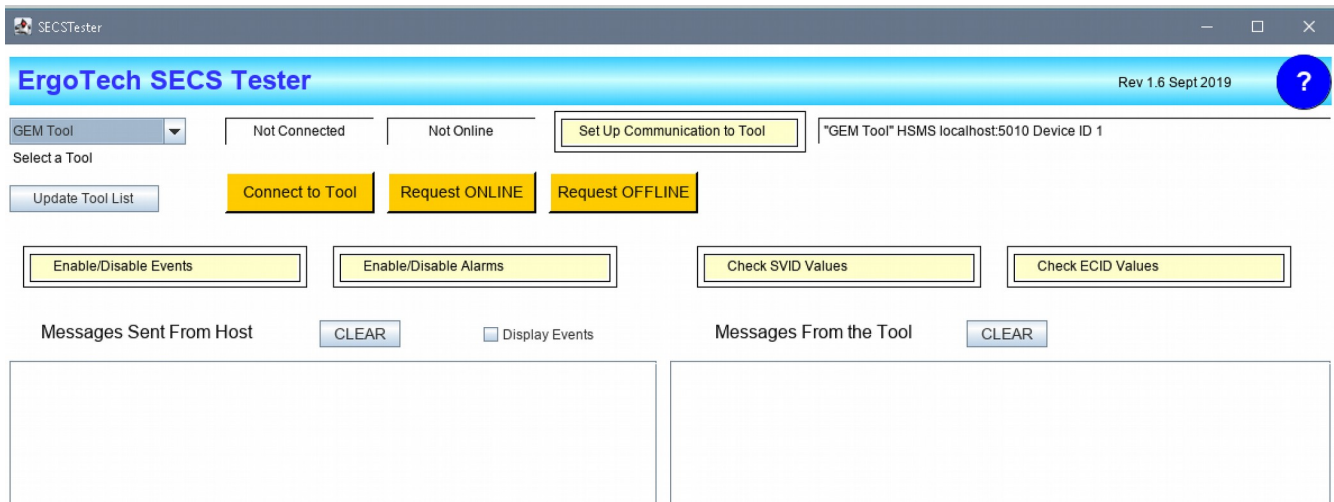 SECSTester
ErgoTech SECS Tester
Rev 1.6 Sept 2019
?
GEM Tool
Not Connected
Not Online
Set Up Communication to Tool
"GEM Tool" HSMS localhost:5010 Device ID 1
Select a Tool
Update Tool List
Connect to Tool
Request ONLINE
Request OFFLINE
Enable/Disable Events
Enable/Disable Alarms
Check SVID Values
Check ECID Values
Messages Sent From Host
CLEAR
Display Events
Messages From the Tool
CLEAR